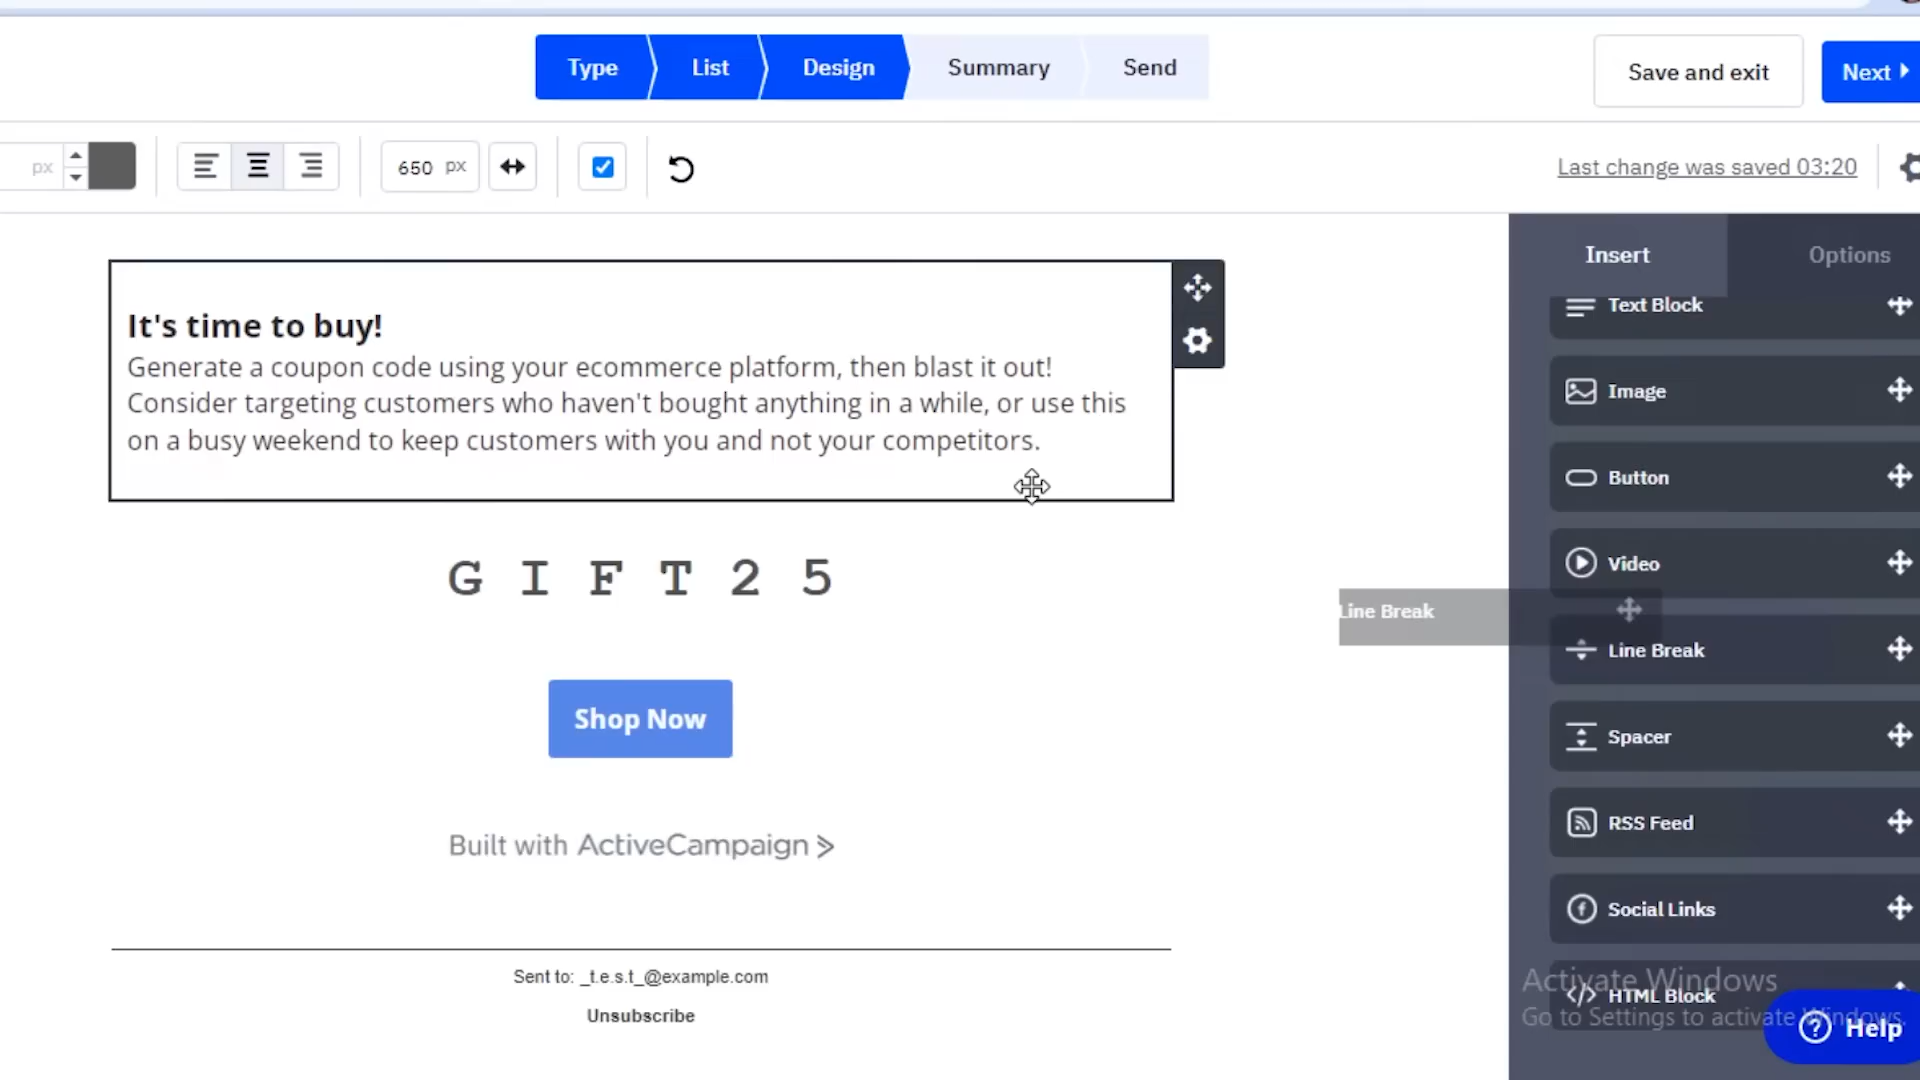 Type
List
Design
Summary
Send
Save and exit
Next
px
650 px
Last change was saved 03:20
Insert
Options
It's time to buy!
Generate a coupon code using your ecommerce platform, then blast it out!
Consider targeting customers who haven't bought anything in a while, or use this
on a busy weekend to keep customers with you and not your competitors.
GIFT25
Shop Now
Built with ActiveCampaign
Sent to: _t.e.s.t_@example.com
Unsubscribe
Text Block
Image
Button
Video
Line Break
Line Break
Spacer
RSS Feed
Social Links
HTML Block
Activate Windows
Go to Settings to activate Windows.
Help